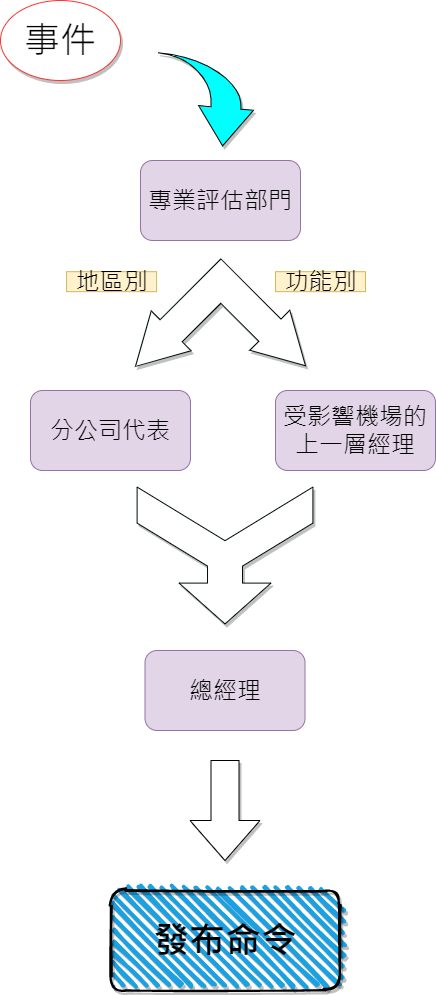 事件
專業評估部門
地區別
功能別
分公司代表
受影響機場的
上一層經理
總經理
發布命令